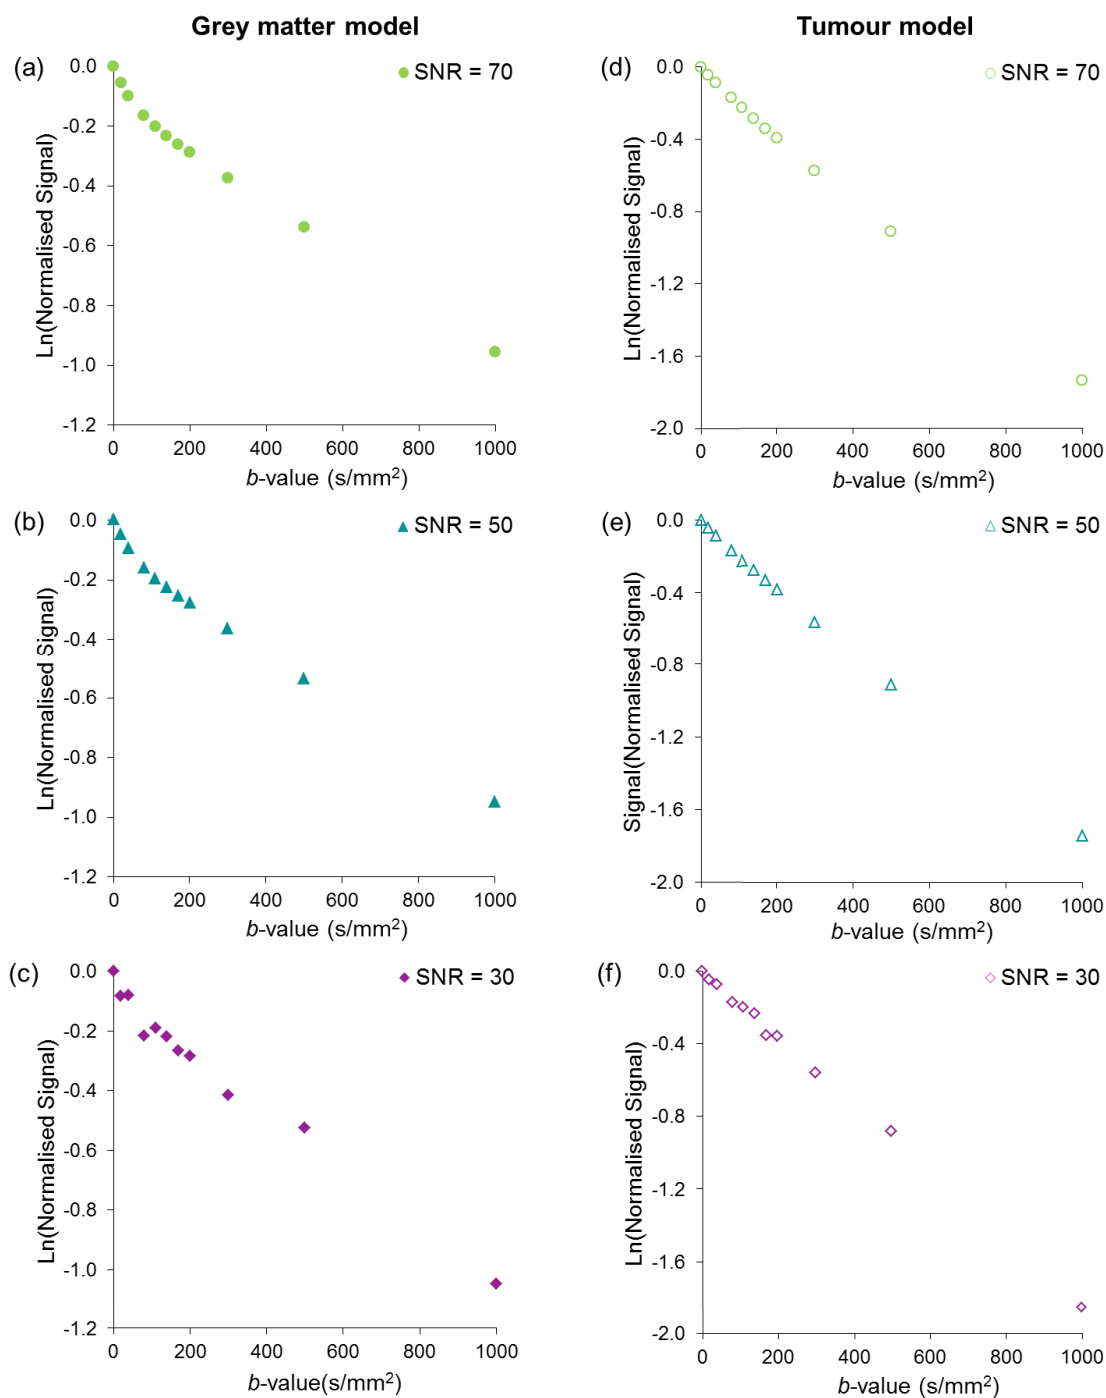 Grey matter model
Tumour model
(a)
SNR = 70
0.0
-0.2
-0.4
-0.6
-0.8
-1.0
-1.2
Ln(Normalised Signal)
0 200 400 600 800 1000
b-value (s/mm²)
(d)
SNR = 70
0.0
-0.4
-0.8
-1.2
-1.6
-2.0
Ln(Normalised Signal)
0 200 400 600 800 1000
b-value (s/mm²)
(b)
SNR = 50
0.0
-0.2
-0.4
-0.6
-0.8
-1.0
-1.2
Ln(Normalised Signal)
0 200 400 600 800 1000
b-value (s/mm²)
(e)
SNR = 50
0.0
-0.4
-0.8
-1.2
-1.6
-2.0
Signal(Normalised Signal)
0 200 400 600 800 1000
b-value (s/mm²)
(c)
SNR = 30
0.0
-0.2
-0.4
-0.6
-0.8
-1.0
-1.2
Ln(Normalised Signal)
0 200 400 600 800 1000
b-value(s/mm²)
(f)
SNR = 30
0.0
-0.4
-0.8
-1.2
-1.6
-2.0
Ln(Normalised Signal)
0 200 400 600 800 1000
b-value (s/mm²)